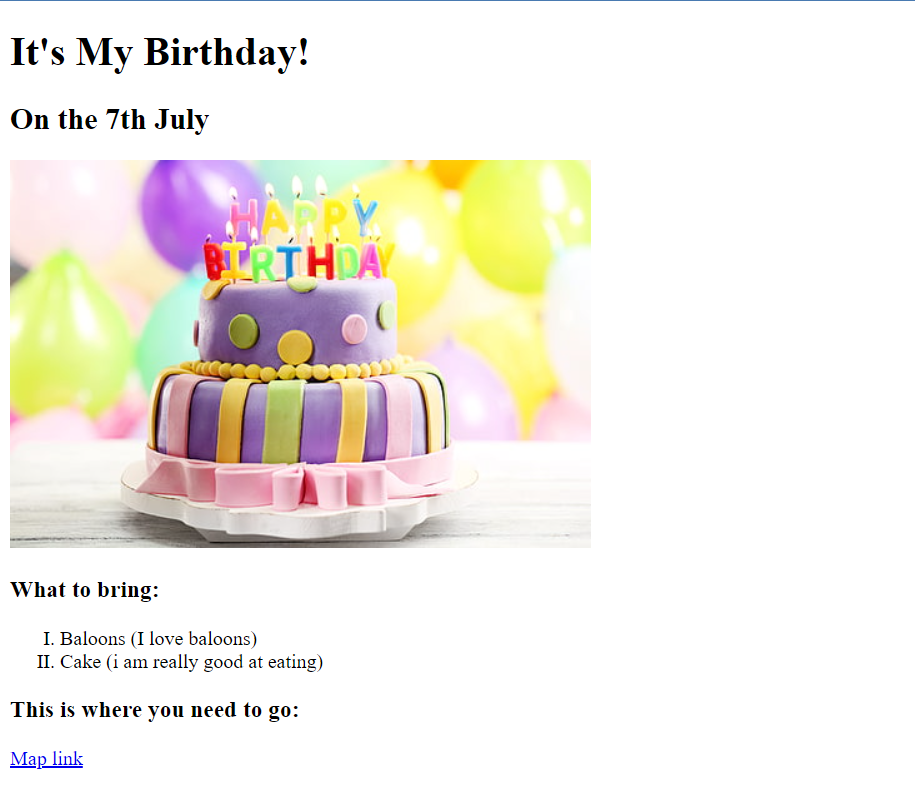 It's My Birthday!
On the 7th July
HAPPY
BIRTHDAY
What to bring:
I. Baloons (I love baloons)
II. Cake (i am really good at eating)
This is where you need to go:
Map link